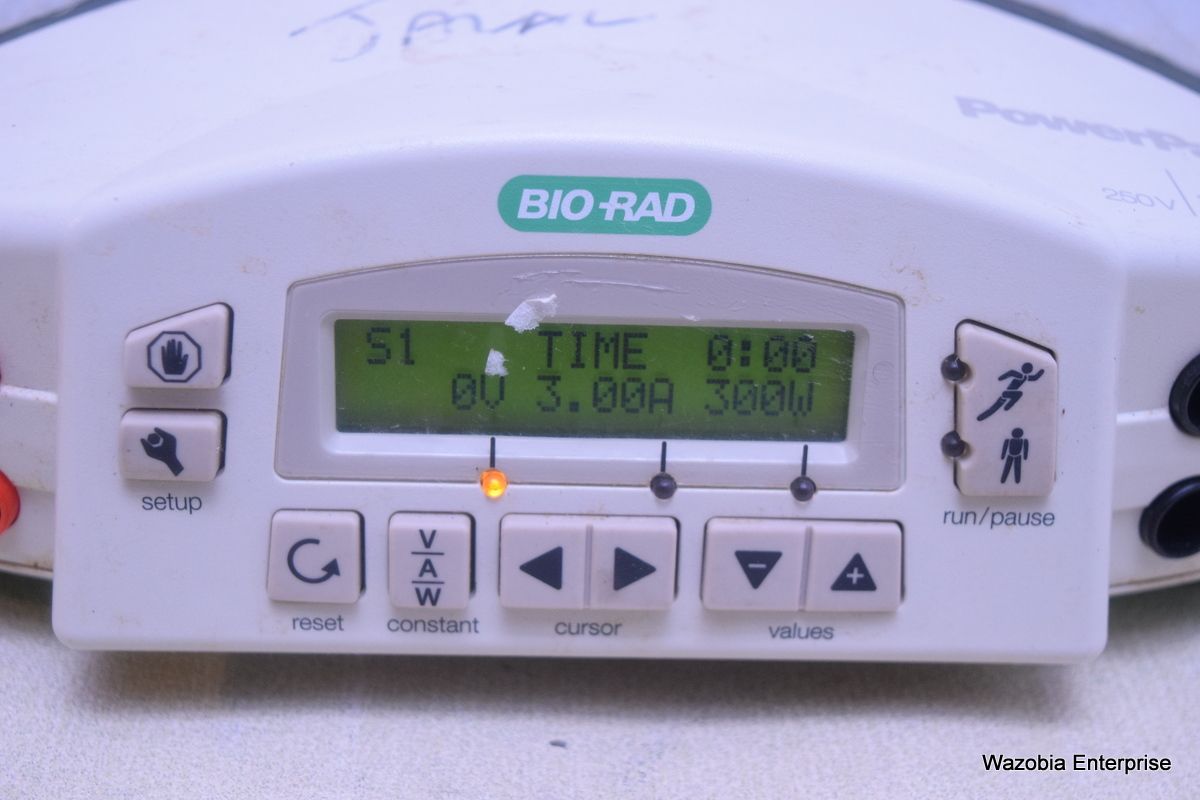 BIO-RAD
250V
S1 TIME 0:00
0V 3.00A 300W
setup
run/pause
V
A
W
reset
constant
cursor
values
Wazobia Enterprise